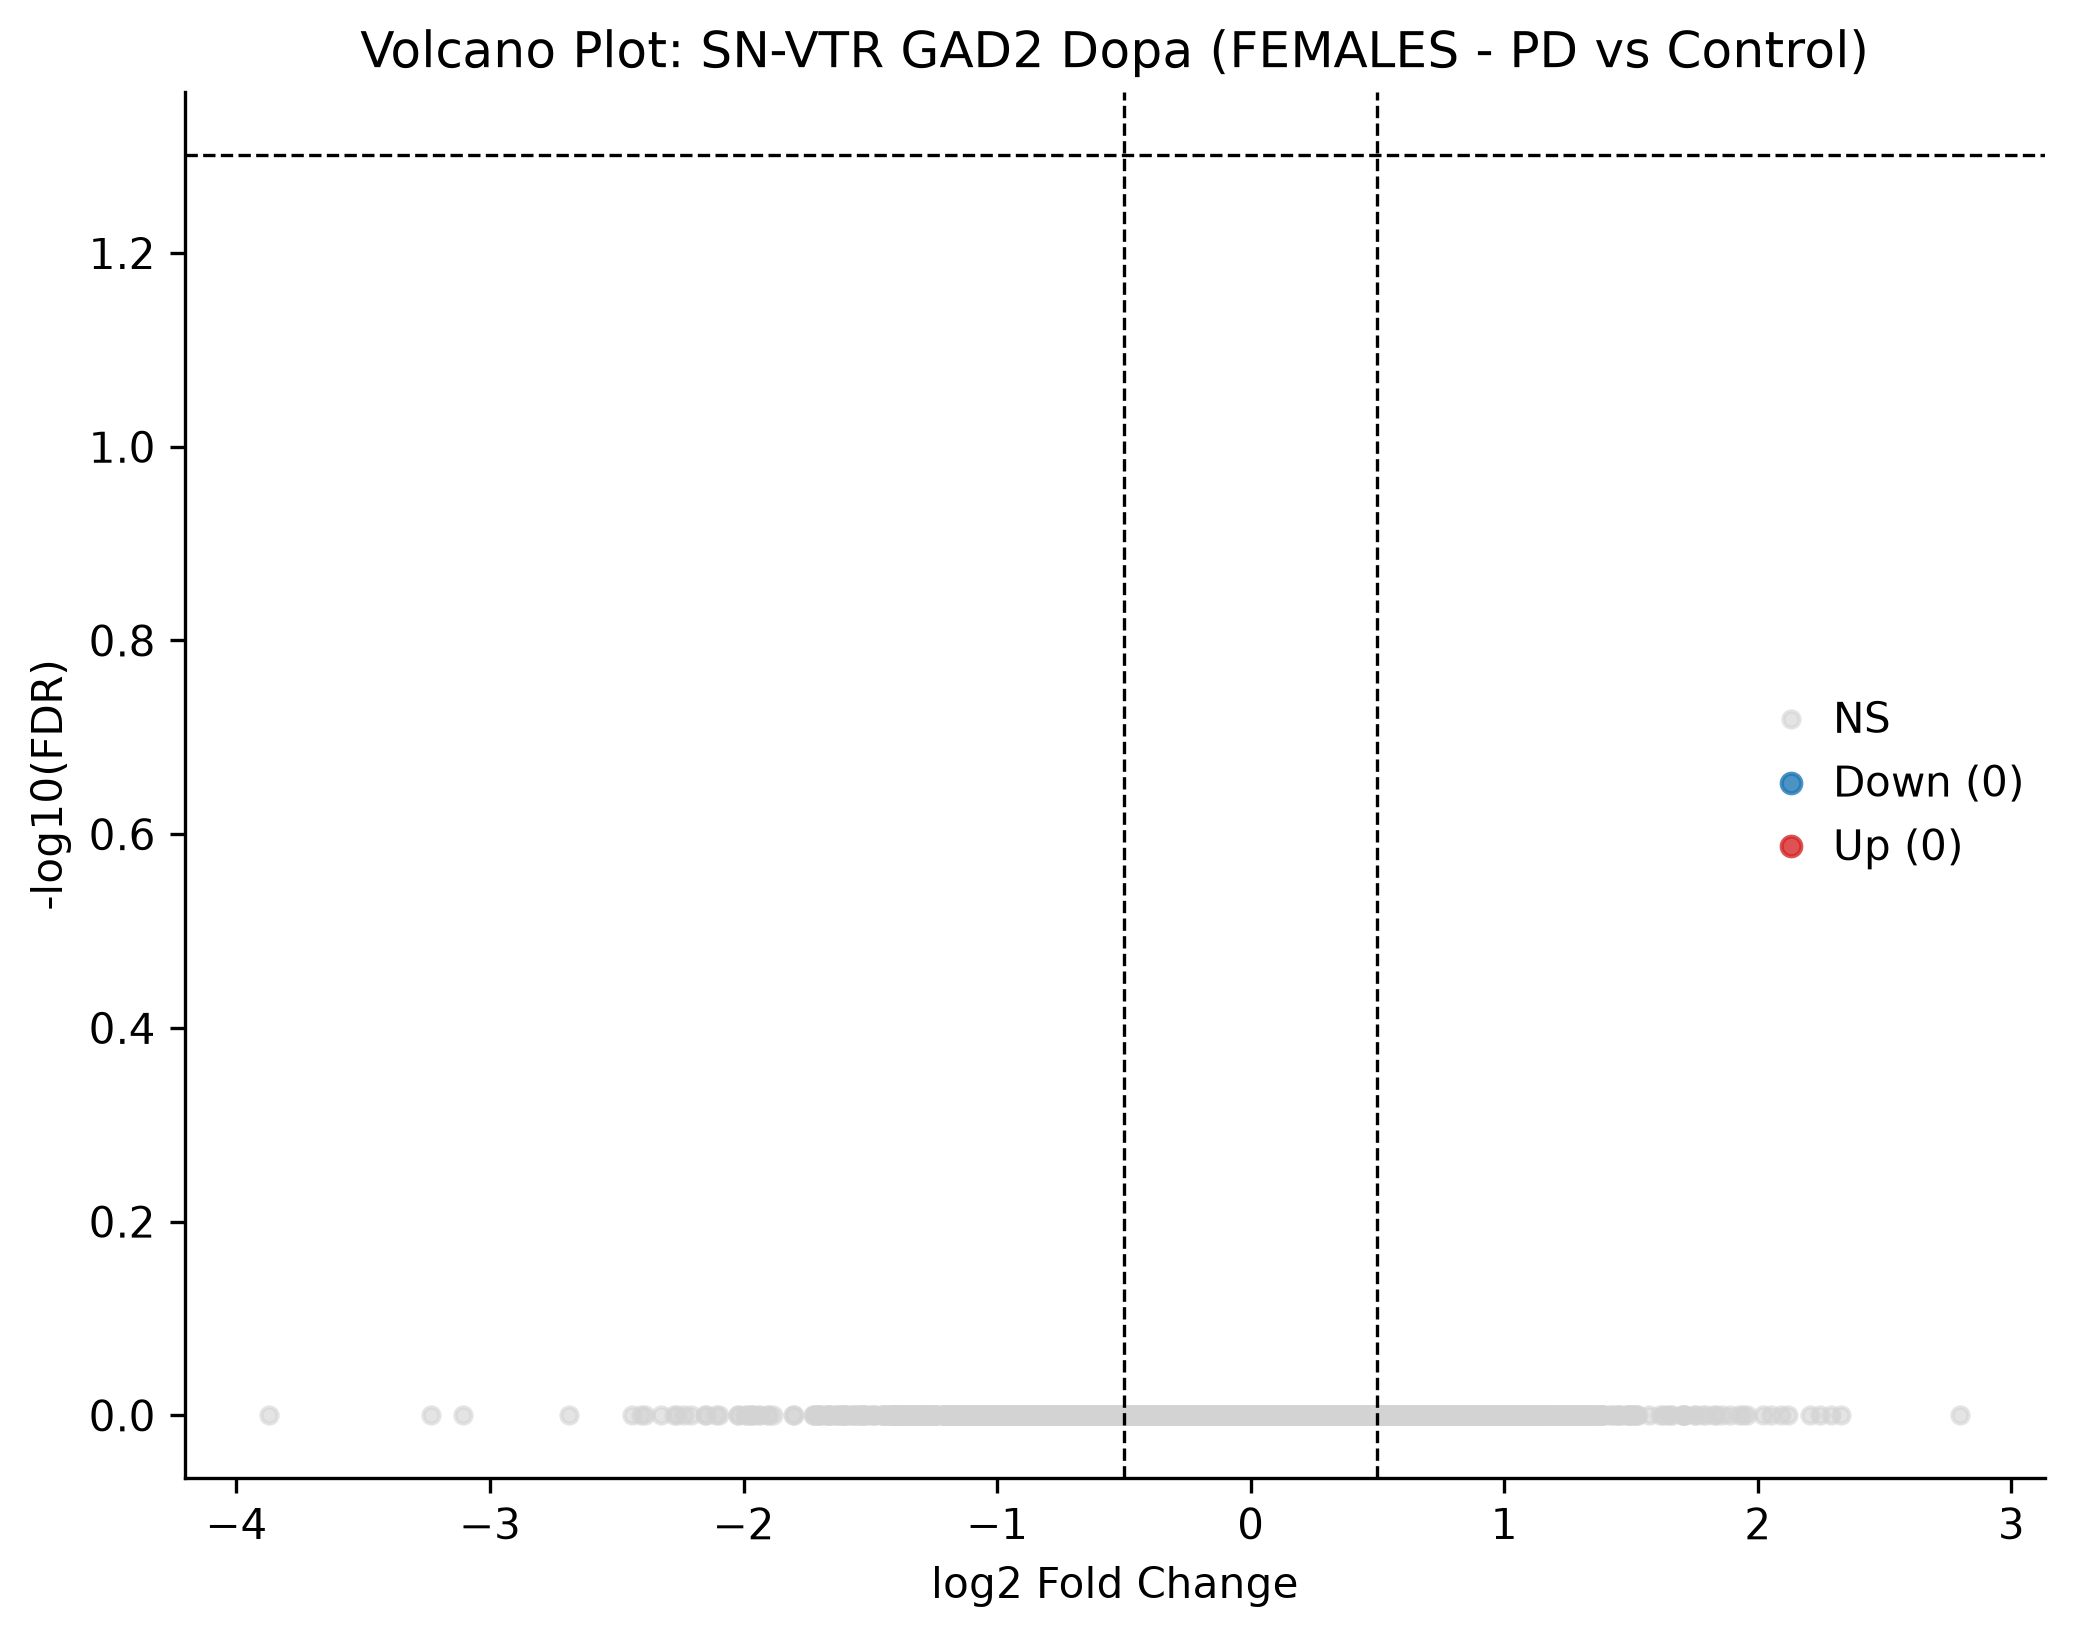 Volcano Plot: SN-VTR GAD2 Dopa (FEMALES - PD vs Control)
-log10(FDR)
1.2
1.0
0.8
0.6
0.4
0.2
0.0
NS
Down (0)
Up (0)
−4 −3 −2 −1 0 1 2 3
log2 Fold Change